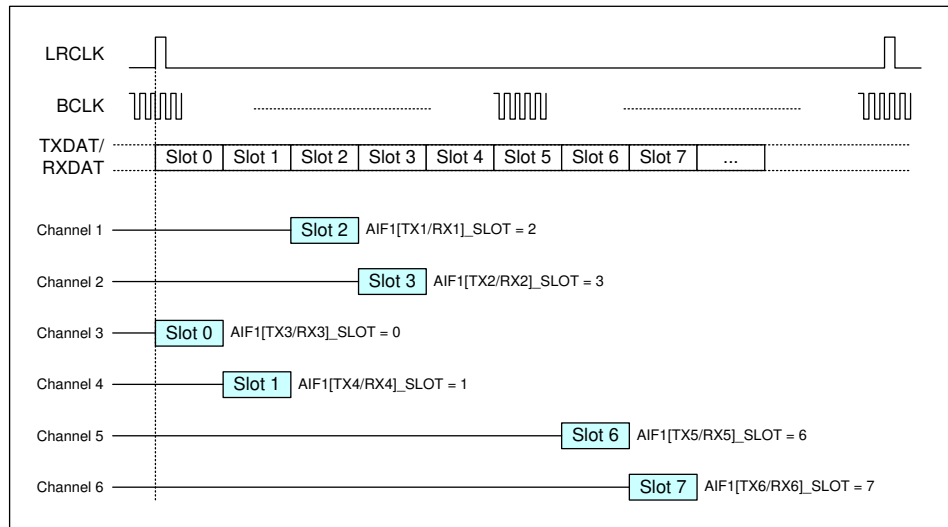 LRCLK
BCLK
TXDAT/
RXDAT
Slot 0 Slot 1 Slot 2 Slot 3 Slot 4 Slot 5 Slot 6 Slot 7 ...
Channel 1 Slot 2 AIF1[TX1/RX1]_SLOT = 2
Channel 2 Slot 3 AIF1[TX2/RX2]_SLOT = 3
Channel 3 Slot 0 AIF1[TX3/RX3]_SLOT = 0
Channel 4 Slot 1 AIF1[TX4/RX4]_SLOT = 1
Channel 5 Slot 6 AIF1[TX5/RX5]_SLOT = 6
Channel 6 Slot 7 AIF1[TX6/RX6]_SLOT = 7